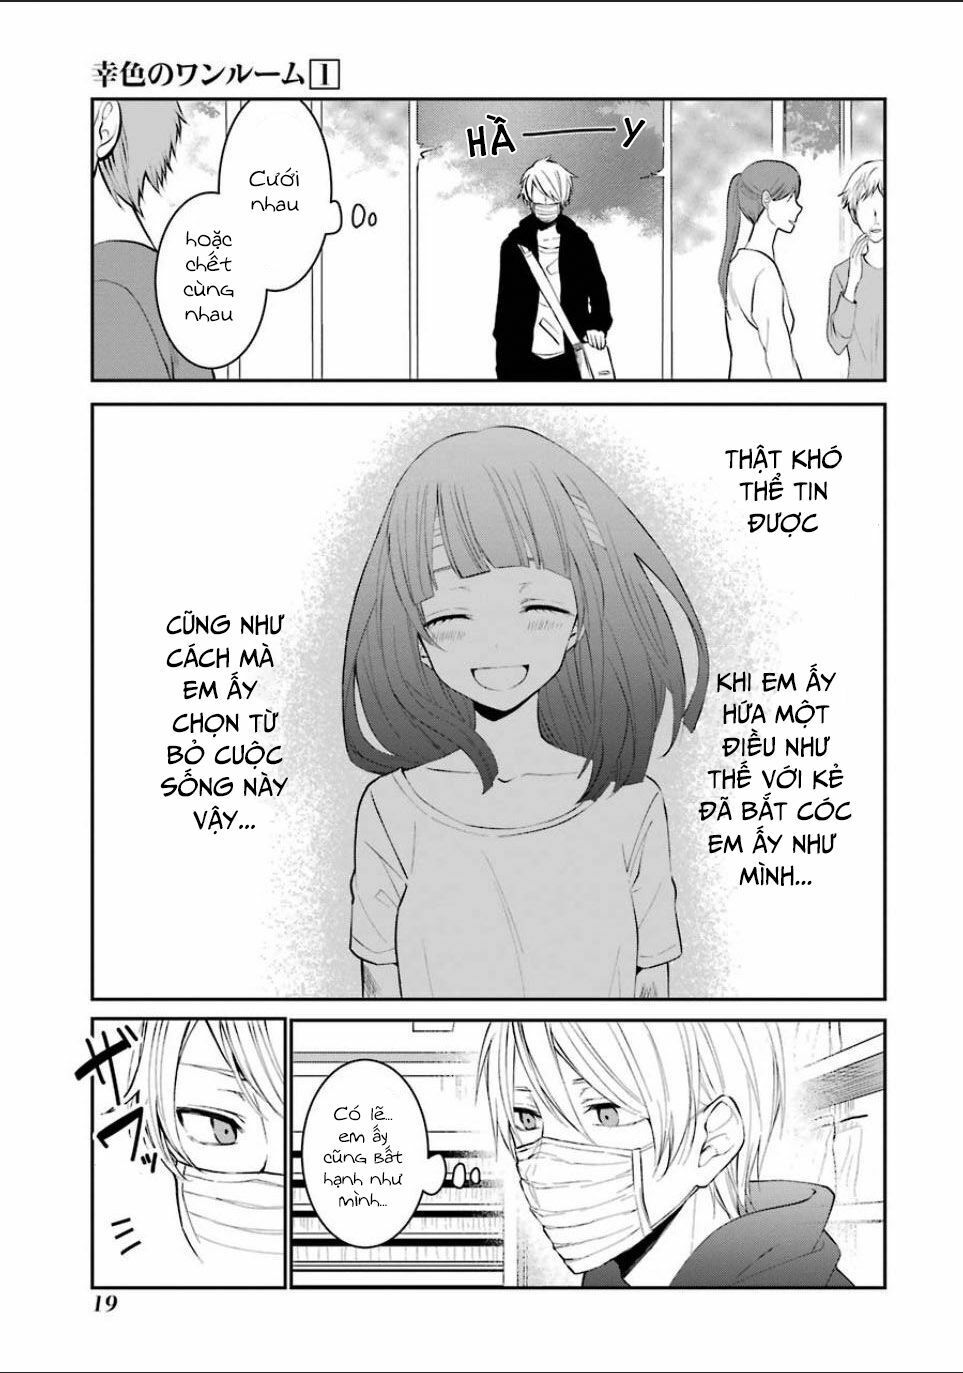 幸色のワンルーム 1
HẦ——Y
Cưới
nhau
hoặc
chết
cùng
nhau
THẬT KHÓ
THỂ TIN
ĐƯỢC
KHI EM ẤY
HỨA MỘT
ĐIỀU NHƯ
THẾ VỚI KẺ
ĐÃ BẮT CÓC
EM ẤY NHƯ
MÌNH...
CŨNG NHƯ
CÁCH MÀ
EM ẤY
CHỌN TỪ
BỎ CUỘC
SỐNG NÀY
VẬY...
Có lẽ...
em ấy
cũng bất
hạnh như
mình...
19